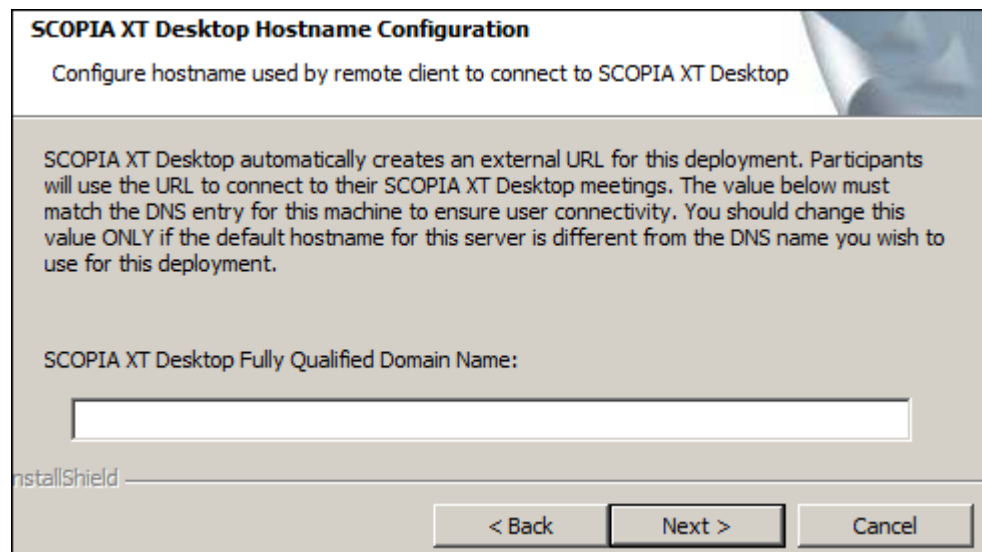 SCOPIA XT Desktop Hostname Configuration
Configure hostname used by remote client to connect to SCOPIA XT Desktop
SCOPIA XT Desktop automatically creates an external URL for this deployment. Participants
will use the URL to connect to their SCOPIA XT Desktop meetings. The value below must
match the DNS entry for this machine to ensure user connectivity. You should change this
value ONLY if the default hostname for this server is different from the DNS name you wish to
use for this deployment.
SCOPIA XT Desktop Fully Qualified Domain Name:
nstallShield
< Back Next > Cancel